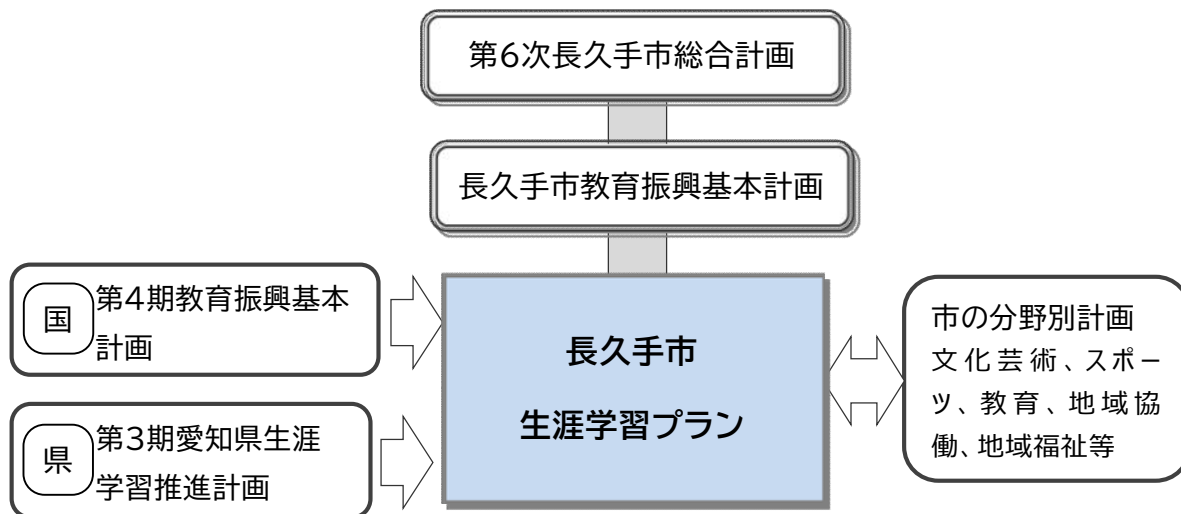 第6次長久手市総合計画
長久手市教育振興基本計画
国
第4期教育振興基本
計画
県
第3期愛知県生涯
学習推進計画
長久手市
生涯学習プラン
市の分野別計画
文化芸術、スポー
ツ、教育、地域協
働、地域福祉等